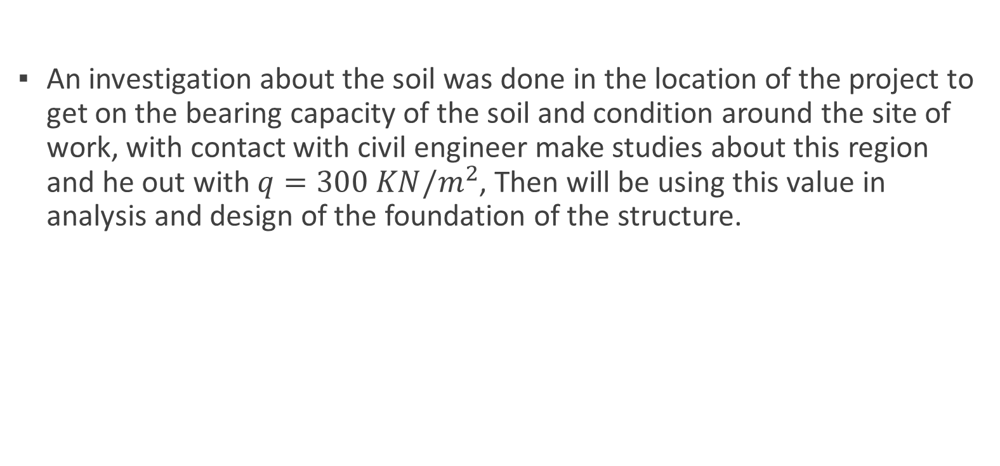 ▪ An investigation about the soil was done in the location of the project to
get on the bearing capacity of the soil and condition around the site of
work, with contact with civil engineer make studies about this region
and he out with q = 300 KN/m², Then will be using this value in
analysis and design of the foundation of the structure.